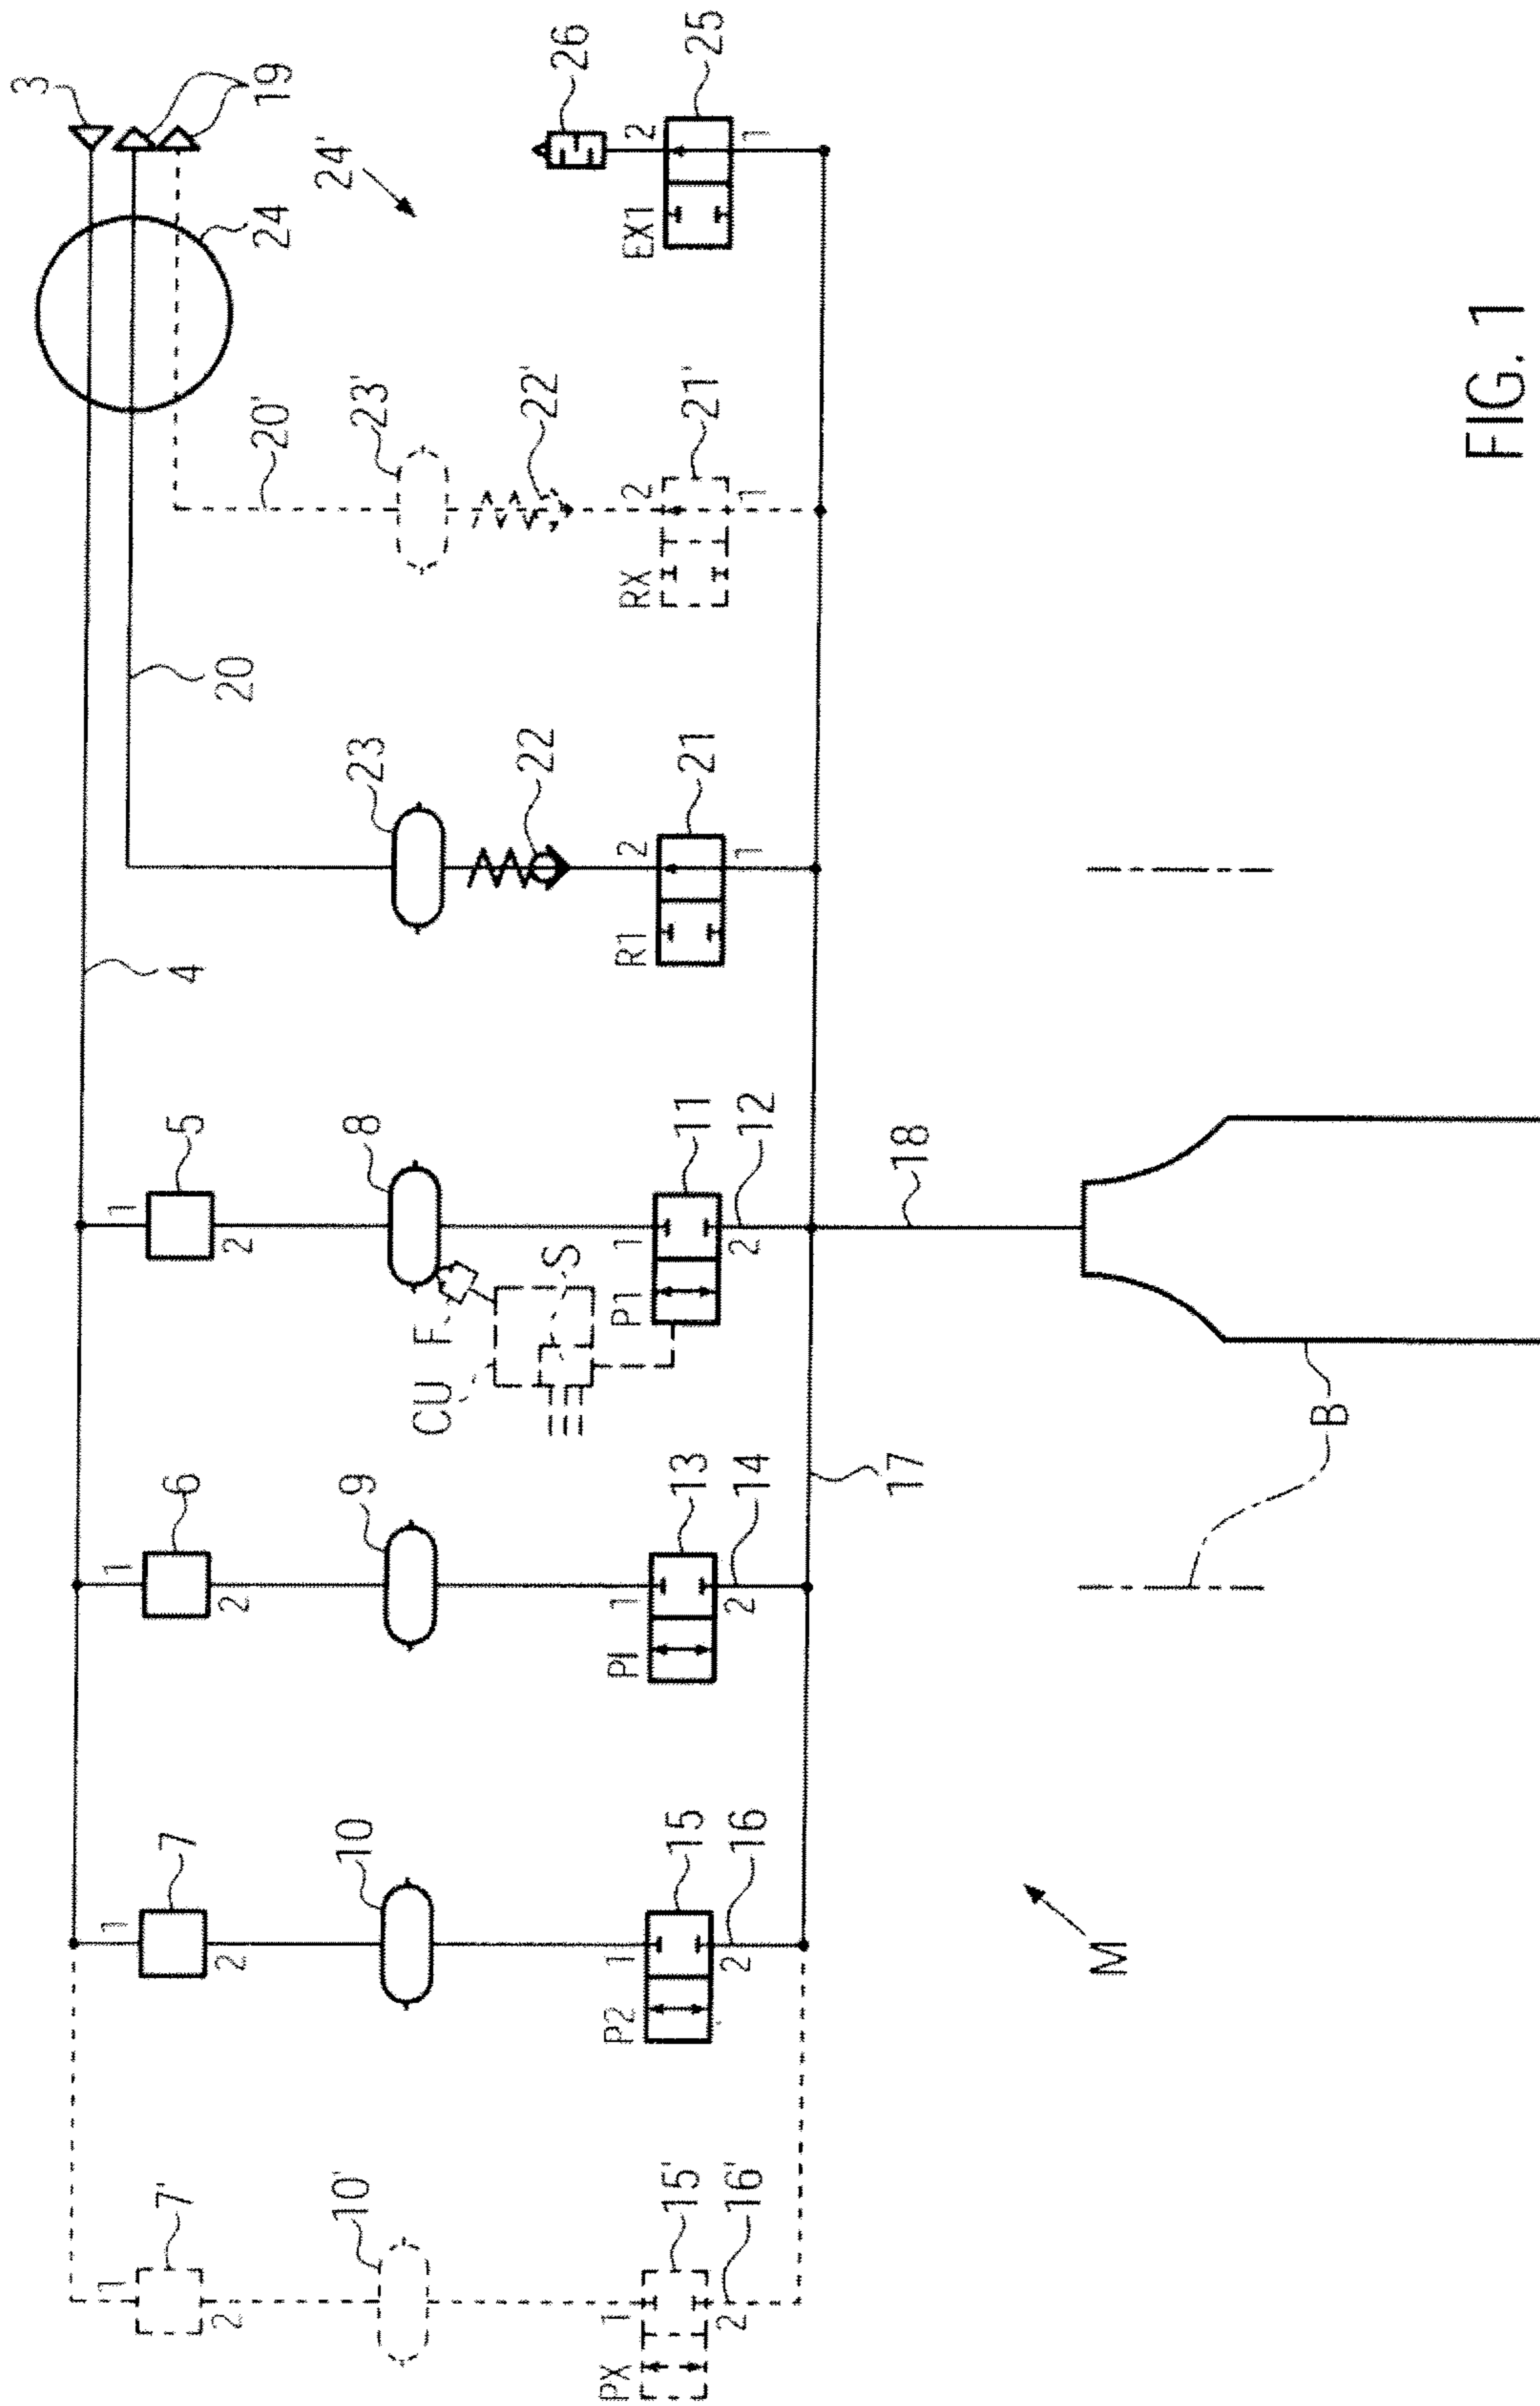 3
1 1 1 1
7' 7 6 5 4
2 2 2 2 20 20' 24 19
10' 10 9 8 23 23' 24'
CU F
S 22 22' 26
PX 1 P2 1 PI 1 P1 1 R1 2 RX 2 EX1 2
15' 15 13 11 21 21' 25
2 16' 2 16 2 14 2 12 1 1 1
17 18
M
B
FIG. 1